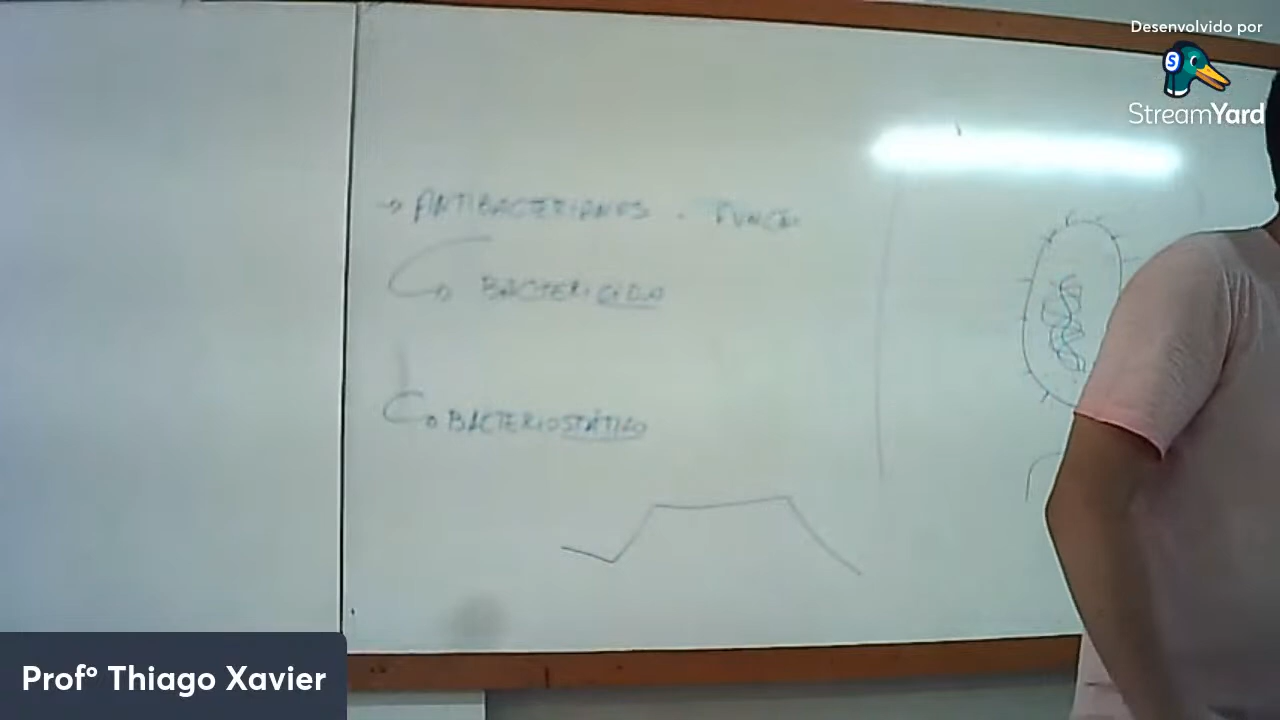 Desenvolvido por
StreamYard
→ ANTIBACTERIANOS - FUNÇÃO
BACTERICIDA
BACTERIOSTÁTICO
Profº Thiago Xavier